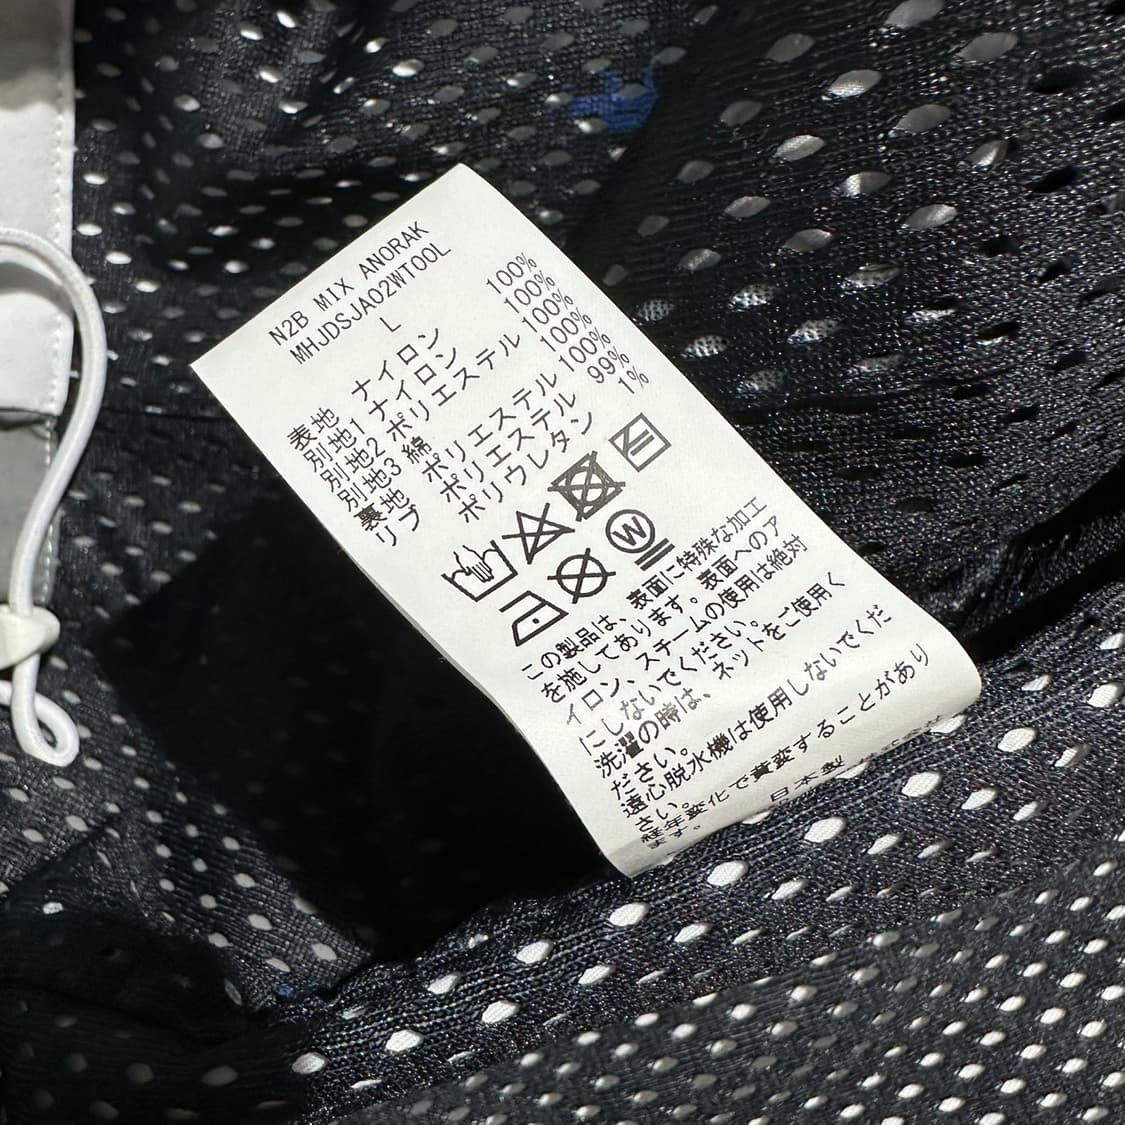 N2B MIX ANORAK
MHJDSJA02WT00L
L
表地 ナイロン 100%
別地1 ナイロン 100%
別地2 ポリエステル 100%
別地3 綿 100%
裏地 ポリエステル 100%
リブ ポリエステル 99%
ポリウレタン 1%
この製品は、表面に特殊な加工
を施してあります。表面へのア
イロン、スチームの使用は絶対
にしないでください。
洗濯の時は、ネットをご使用く
ださい。
遠心脱水機は使用しないでくだ
さい。
経年変化で黄変することがあり
ます。
日本製